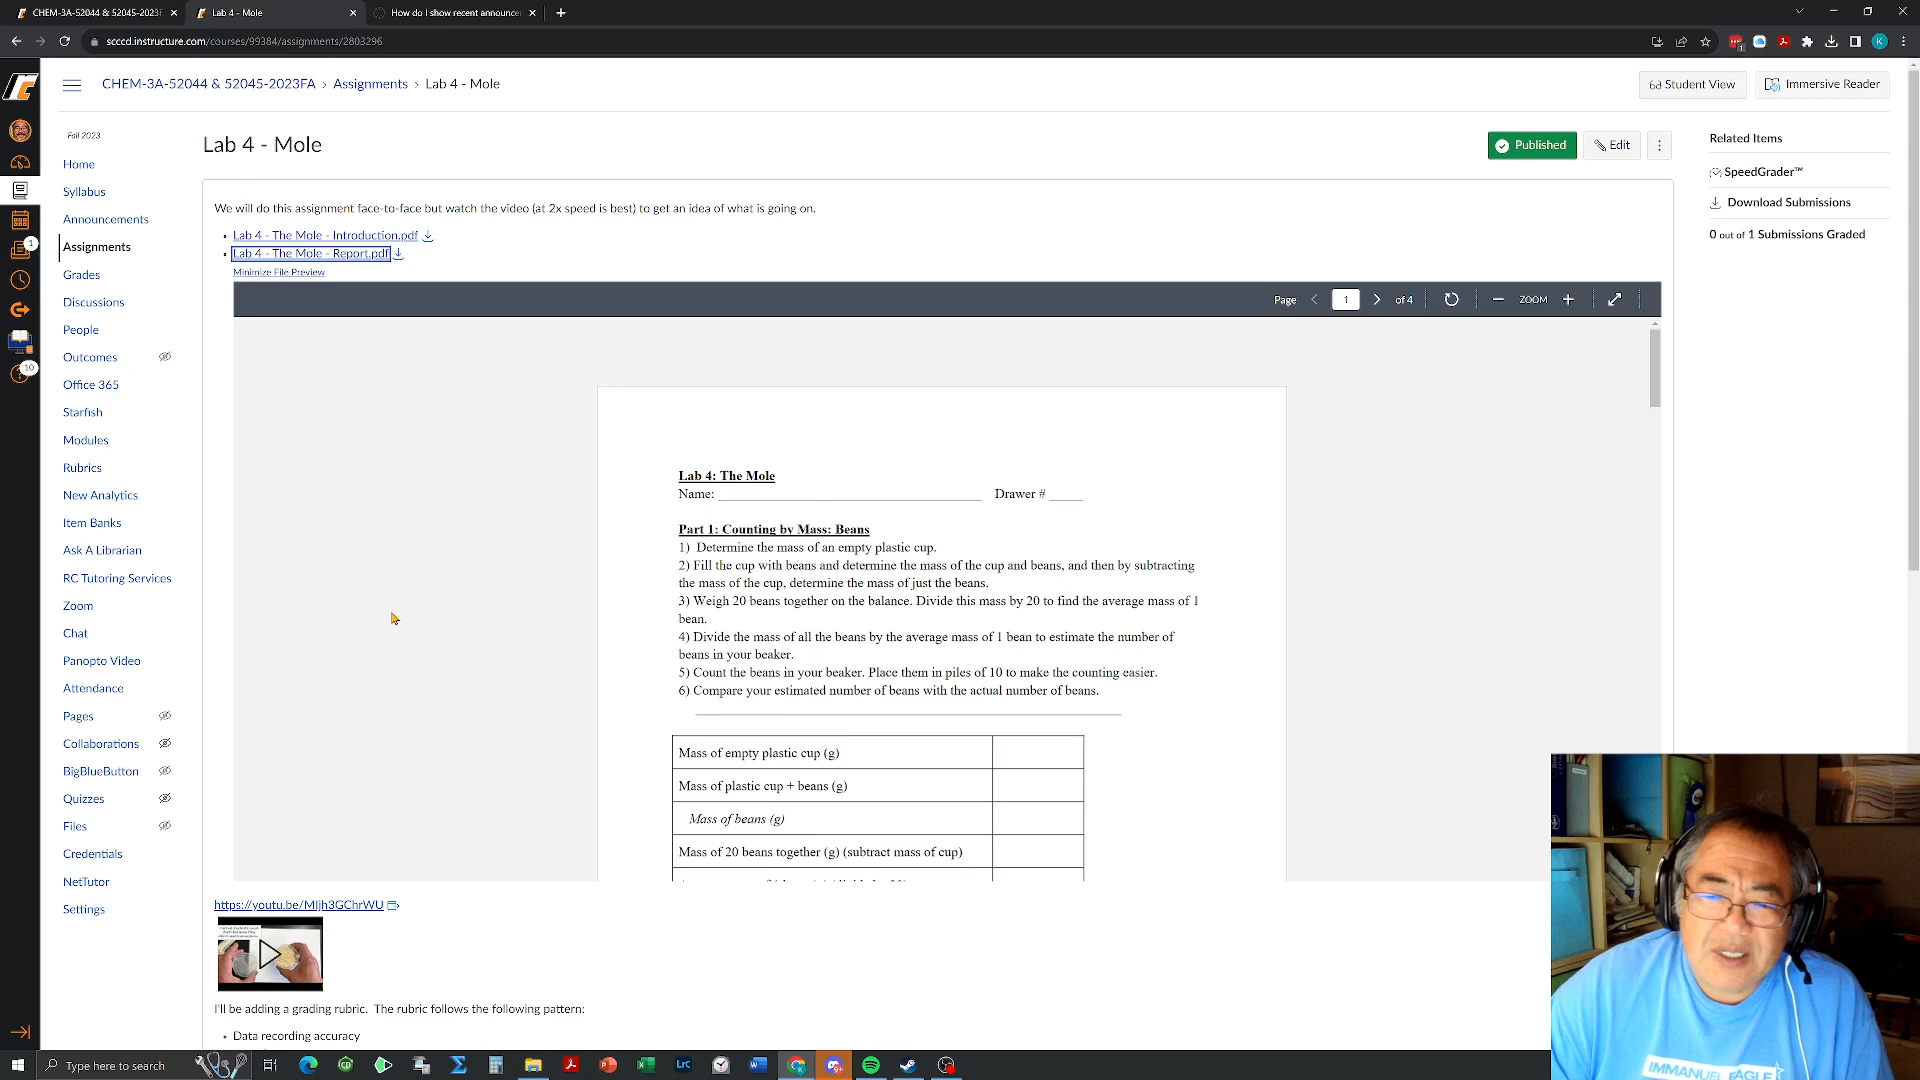 CHEM-3A-52044 & 52045-2023F
Lab 4 - Mole
How do I show recent announce
scccd.instructure.com/courses/99384/assignments/2803296
CHEM-3A-52044 & 52045-2023FA > Assignments > Lab 4 - Mole
Student View
Immersive Reader
Fall 2023
Home
Syllabus
Announcements
Assignments
Grades
Discussions
People
Outcomes
Office 365
Starfish
Modules
Rubrics
New Analytics
Item Banks
Ask A Librarian
RC Tutoring Services
Zoom
Chat
Panopto Video
Attendance
Pages
Collaborations
BigBlueButton
Quizzes
Files
Credentials
NetTutor
Settings
1
10
Lab 4 - Mole
Published
Edit
Related Items
SpeedGrader™
Download Submissions
0 out of 1 Submissions Graded
We will do this assignment face-to-face but watch the video (at 2x speed is best) to get an idea of what is going on.
Lab 4 - The Mole - Introduction.pdf
Lab 4 - The Mole - Report.pdf
Minimize File Preview
Page 1 of 4 ZOOM
Lab 4: The Mole
Name: ____ Drawer # ____
Part 1: Counting by Mass: Beans
1) Determine the mass of an empty plastic cup.
2) Fill the cup with beans and determine the mass of the cup and beans, and then by subtracting
the mass of the cup, determine the mass of just the beans.
3) Weigh 20 beans together on the balance. Divide this mass by 20 to find the average mass of 1
bean.
4) Divide the mass of all the beans by the average mass of 1 bean to estimate the number of
beans in your beaker.
5) Count the beans in your beaker. Place them in piles of 10 to make the counting easier.
6) Compare your estimated number of beans with the actual number of beans.
Mass of empty plastic cup (g)
Mass of plastic cup + beans (g)
Mass of beans (g)
Mass of 20 beans together (g) (subtract mass of cup)
https://youtu.be/MIjh3GChrWU
I'll be adding a grading rubric. The rubric follows the following pattern:
Data recording accuracy
IMMANUEL EAGLE
Type here to search